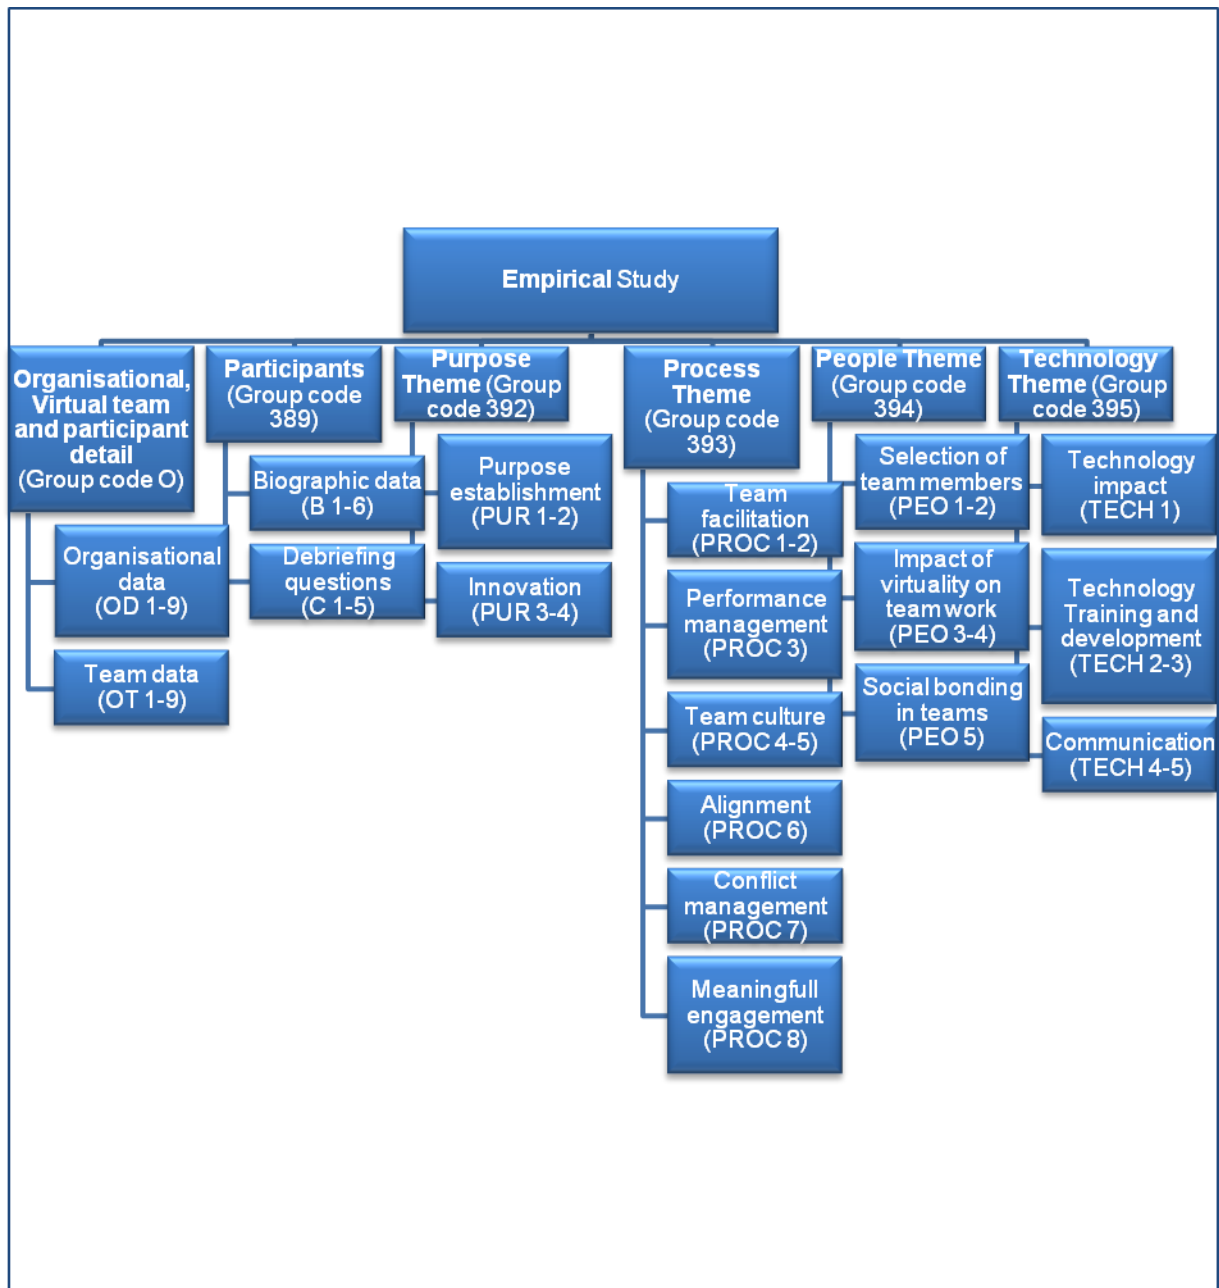 Empirical Study
Organisational,
Virtual team
and participant
detail
(Group code O)
Organisational
data
(OD 1-9)
Team data
(OT 1-9)
Participants
(Group code
389)
Biographic data
(B 1-6)
Debriefing
questions
(C 1-5)
Purpose
Theme (Group
code 392)
Purpose
establishment
(PUR 1-2)
Innovation
(PUR 3-4)
Process
Theme
(Group code
393)
Team
facilitation
(PROC 1-2)
Performance
management
(PROC 3)
Team culture
(PROC 4-5)
Alignment
(PROC 6)
Conflict
management
(PROC 7)
Meaningfull
engagement
(PROC 8)
People Theme
(Group code
394)
Selection of
team members
(PEO 1-2)
Impact of
virtuality on
team work
(PEO 3-4)
Social bonding
in teams
(PEO 5)
Technology
Theme (Group
code 395)
Technology
impact
(TECH 1)
Technology
Training and
development
(TECH 2-3)
Communication
(TECH 4-5)